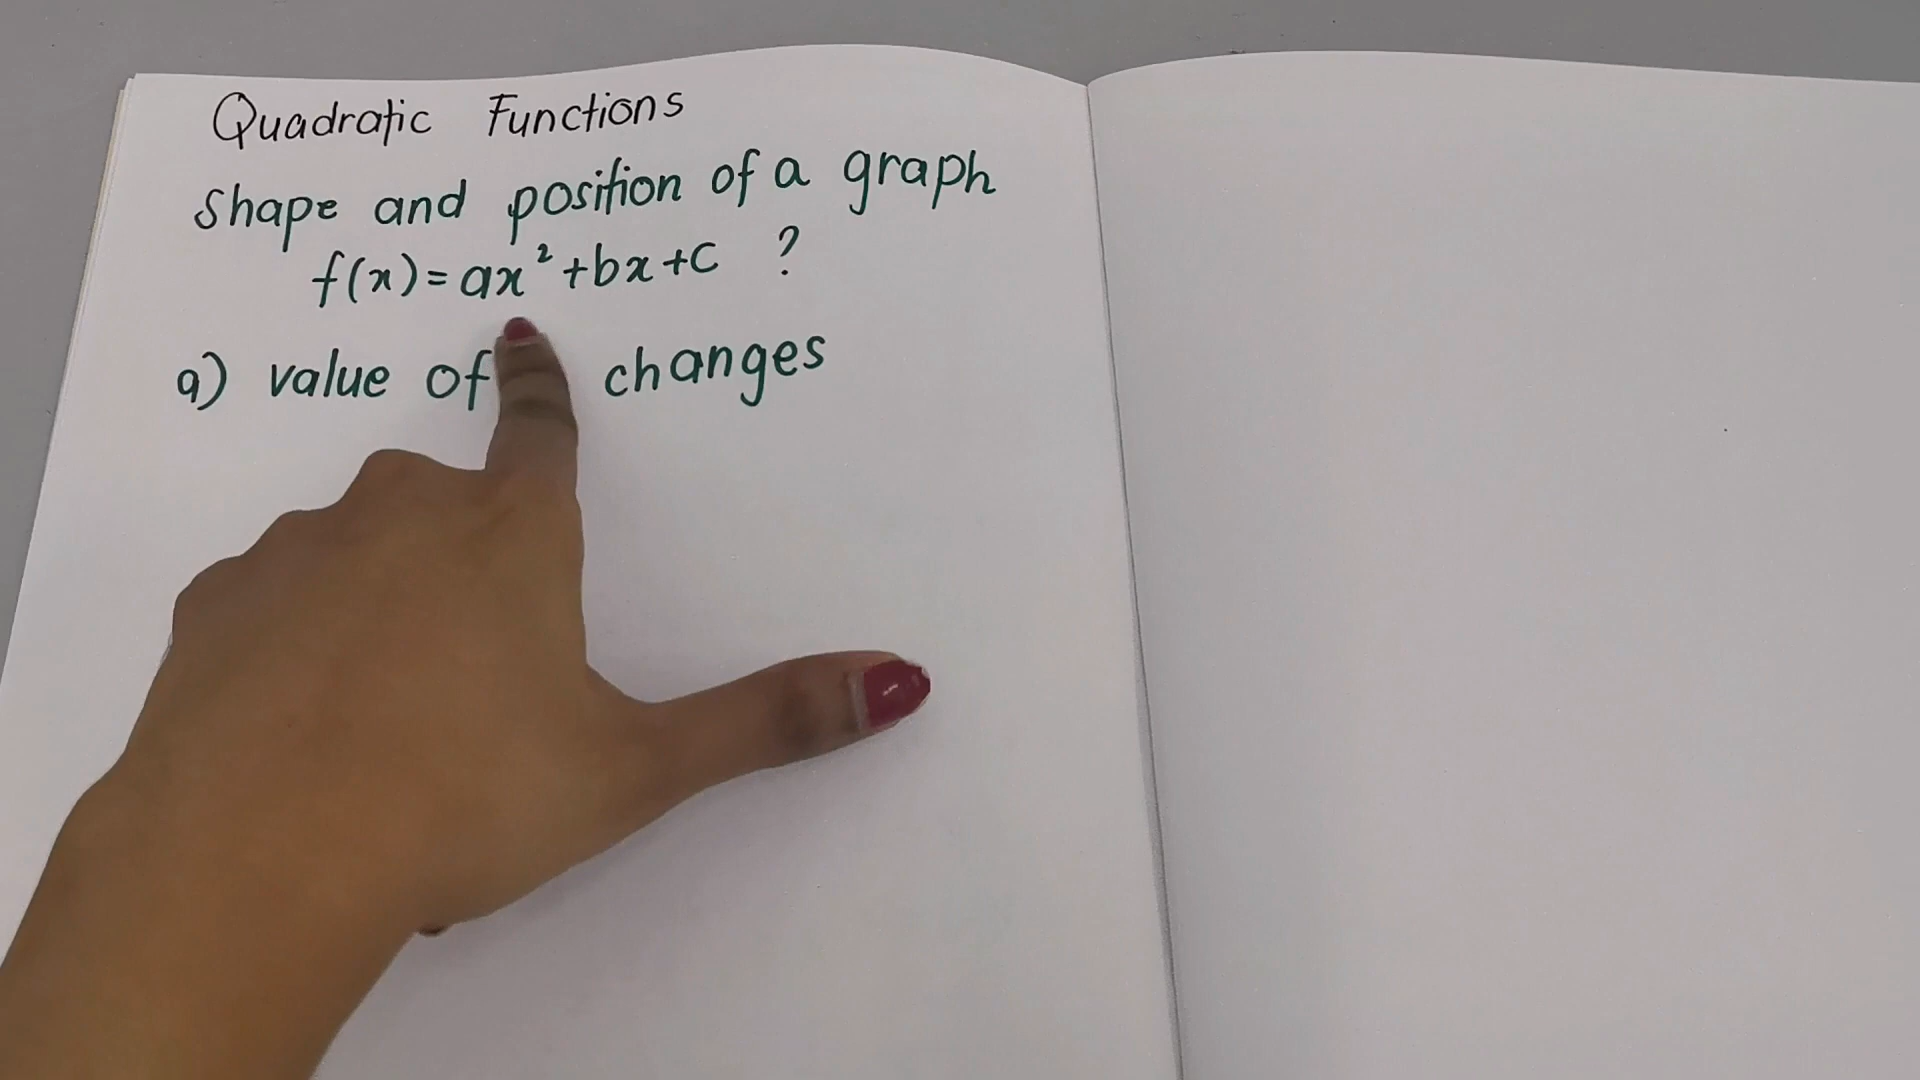 Quadratic Functions
Shape and position of a graph
f(x) = ax² + bx + c ?
a) value of changes